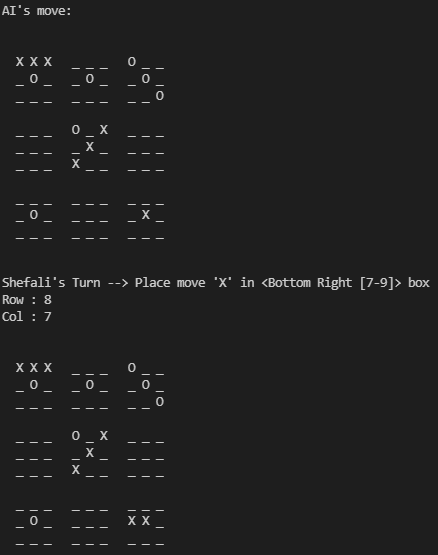 AI's move:
X X X _ _ _ O _ _
_ O _ _ O _ _ O _
_ _ _ _ _ _ _ _ O
_ _ _ O _ X _ _ _
_ _ _ _ X _ _ _ _
_ _ _ X _ _ _ _ _
_ _ _ _ _ _ _ _ _
_ O _ _ _ _ _ X _
_ _ _ _ _ _ _ _ _
Shefali's Turn --> Place move 'X' in <Bottom Right [7-9]> box
Row : 8
Col : 7
X X X _ _ _ O _ _
_ O _ _ O _ _ O _
_ _ _ _ _ _ _ _ O
_ _ _ O _ X _ _ _
_ _ _ _ X _ _ _ _
_ _ _ X _ _ _ _ _
_ _ _ _ _ _ _ _ _
_ O _ _ _ _ X X _
_ _ _ _ _ _ _ _ _